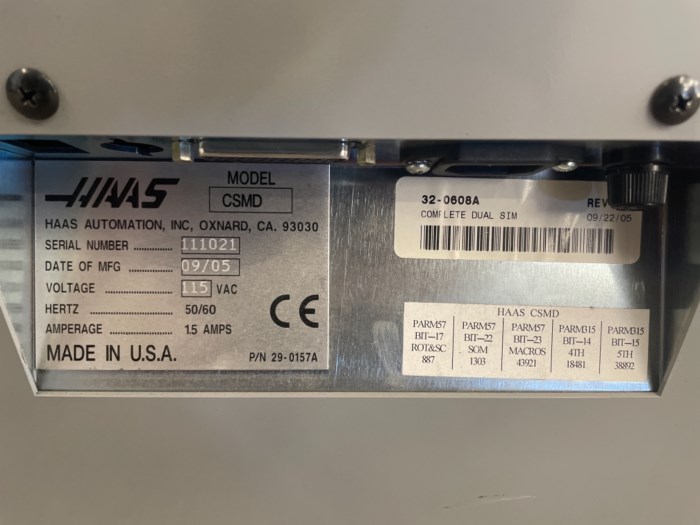 HAAS
MODEL
CSMD
HAAS AUTOMATION, INC, OXNARD, CA. 93030
SERIAL NUMBER ........... 111021
DATE OF MFG ........... 09/05
VOLTAGE ................... 115 VAC
HERTZ ....................... 50/60
AMPERAGE ................. 1.5 AMPS
CE
MADE IN U.S.A.
P/N 29-0157A
32-0608A REV
COMPLETE DUAL SIM 09/22/05
HAAS CSMD
PARM57 PARM57 PARM57 PARM315 PARM315
BIT-17 BIT-22 BIT-23 BIT-14 BIT-15
ROT&SC SOM MACROS 4TH 5TH
887 1303 43921 18481 38892